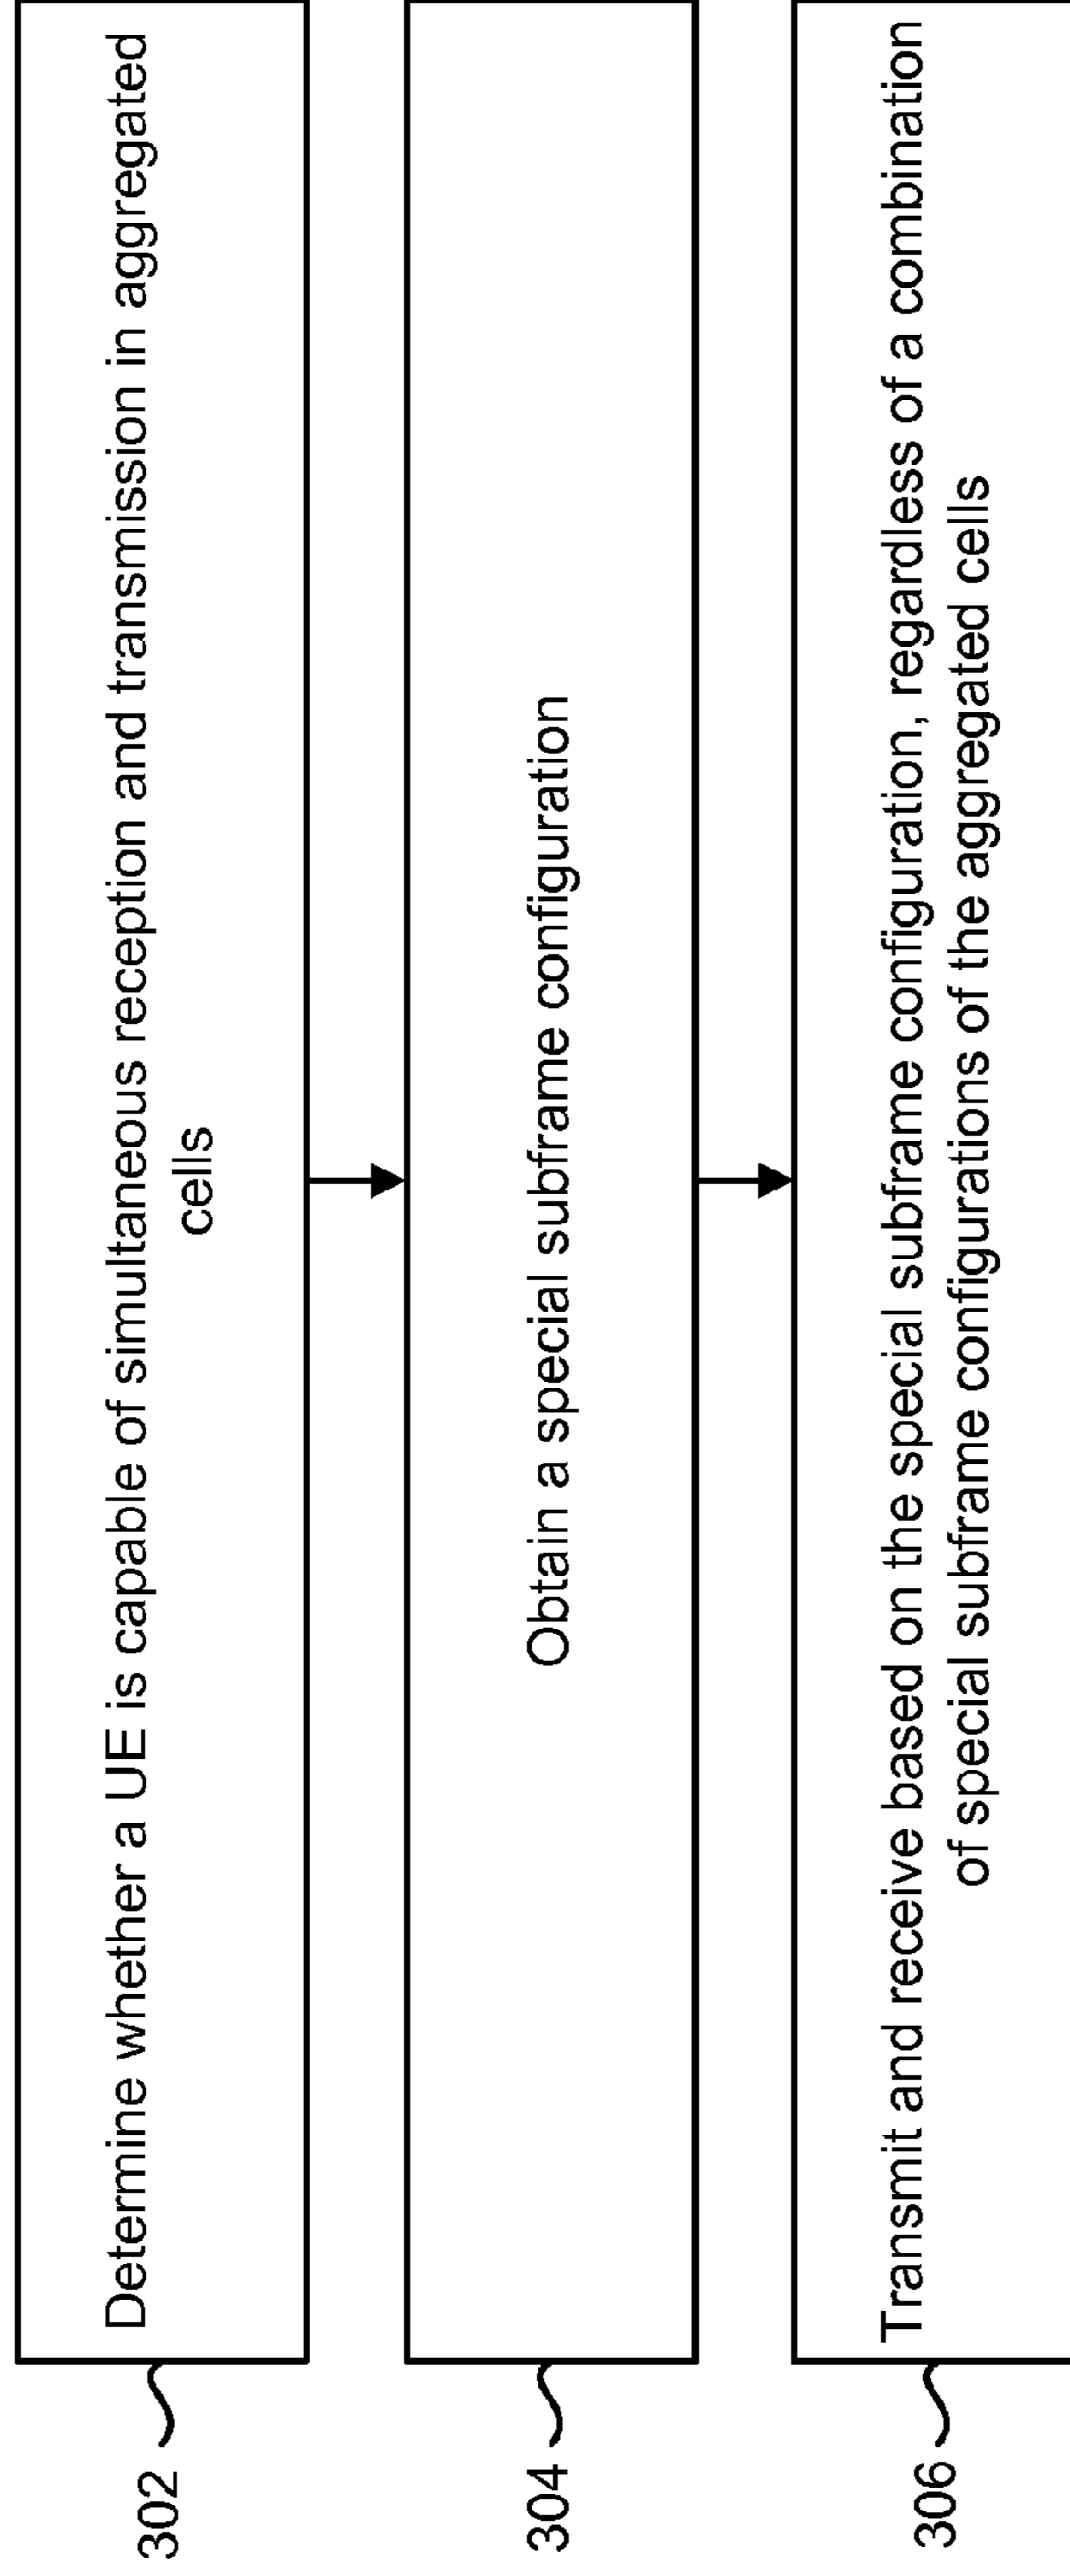 302
Determine whether a UE is capable of simultaneous reception and transmission in aggregated
cells
304
Obtain a special subframe configuration
306
Transmit and receive based on the special subframe configuration, regardless of a combination
of special subframe configurations of the aggregated cells